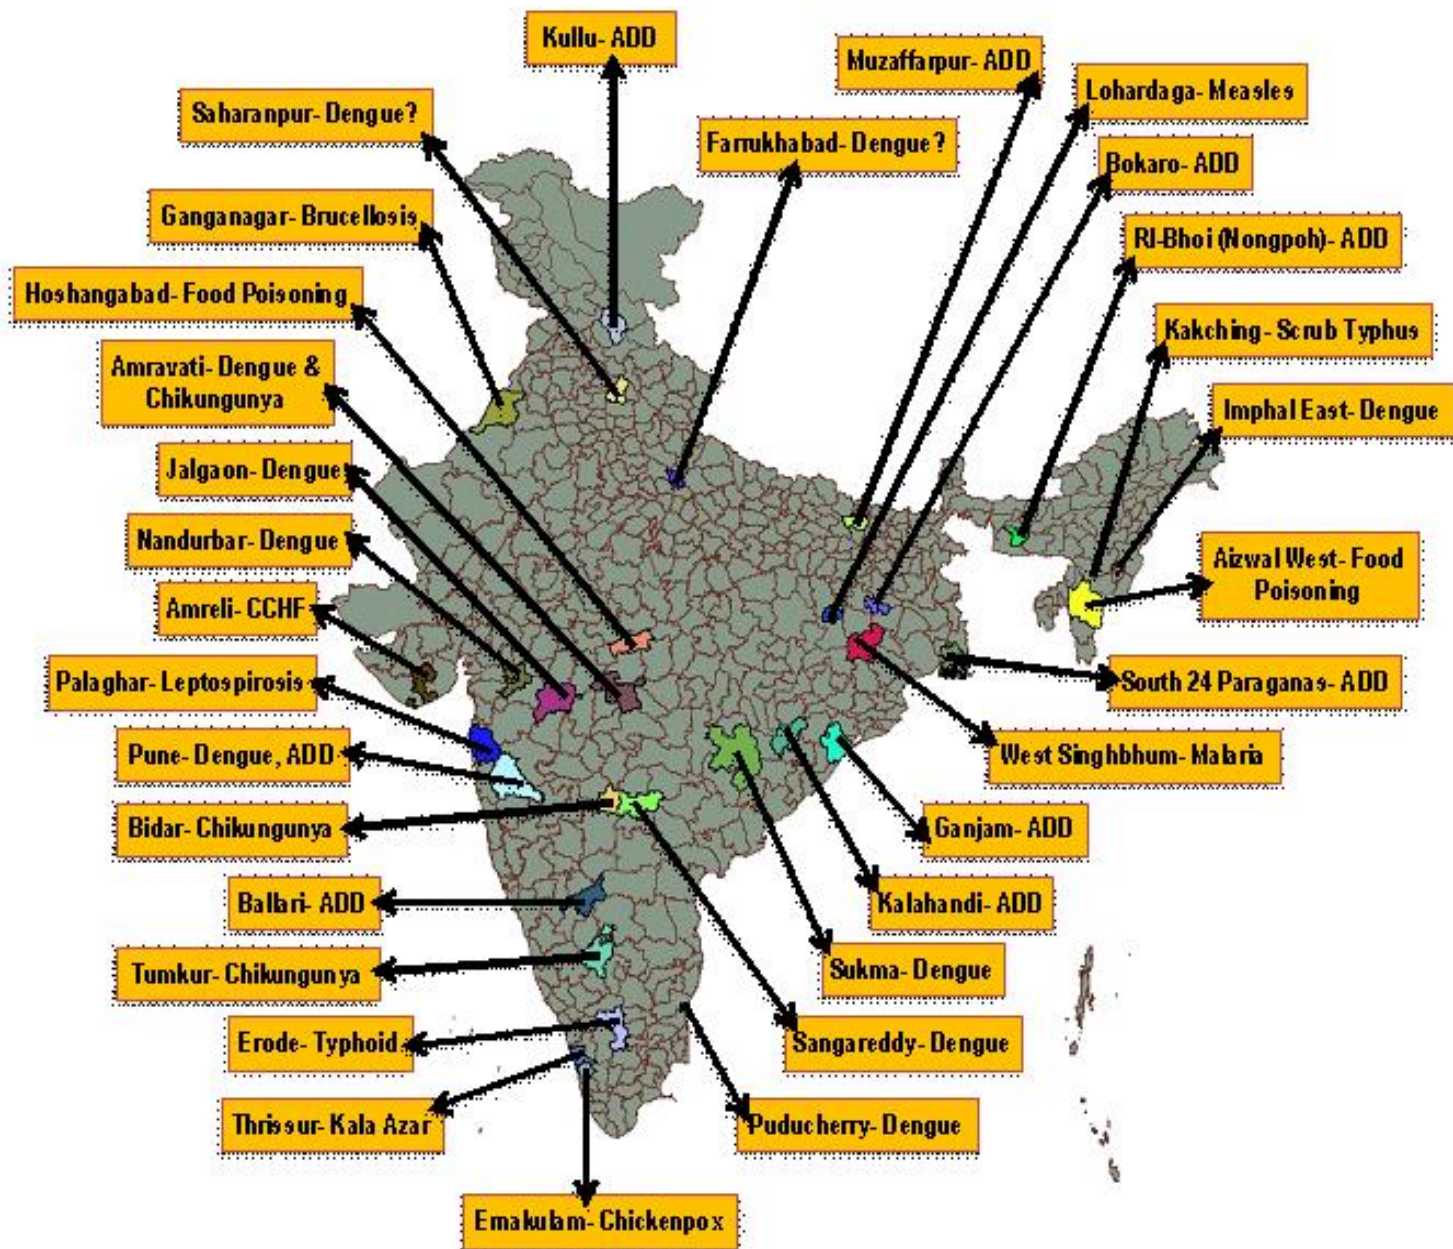 Kullu- ADD
Muzaffarpur- ADD
Lohardaga- Measles
Saharanpur- Dengue?
Farrukhabad- Dengue?
Bokaro- ADD
Ganganagar- Brucellosis
RI-Bhoi (Nongpoh)- ADD
Hoshangabad- Food Poisoning
Kakching- Scrub Typhus
Amravati- Dengue &
Chikungunya
Imphal East- Dengue
Jalgaon- Dengue
Nandurbar- Dengue
Aizwal West- Food
Poisoning
Amreli- CCHF
Palaghar- Leptospirosis
South 24 Paraganas- ADD
Pune- Dengue, ADD
West Singhbhum- Malaria
Bidar- Chikungunya
Ganjam- ADD
Ballari- ADD
Kalahandi- ADD
Tumkur- Chikungunya
Sukma- Dengue
Erode- Typhoid
Sangareddy- Dengue
Thrissur- Kala Azar
Puducherry- Dengue
Ernakulam- Chickenpox